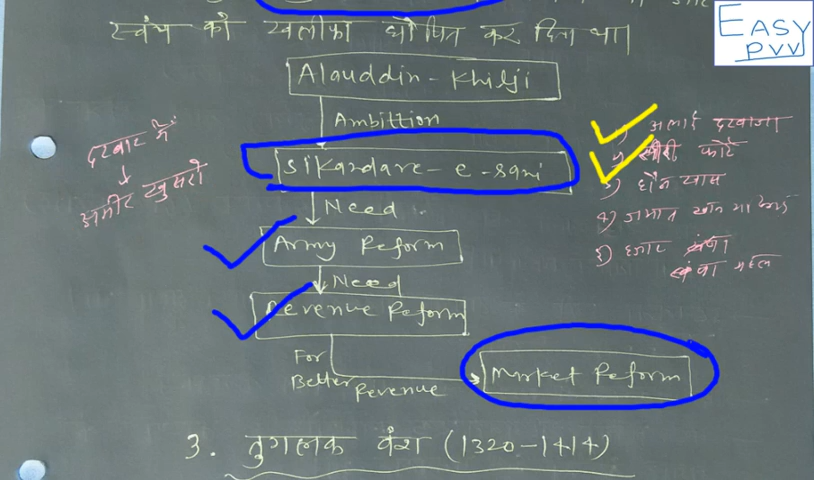 EASY
PVV
स्वंय को खलीफा घोषित कर दिया था।
Alauddin - Khilji
Ambittion
Sikandare - e - sani
Need
Army Reform
Need
Revenue Reform
For
Better Revenue
Market Reform
दरबार में
↓
अमीर खुसरो
1) अलाई दरवाजा
2) सीरी फोर्ट
3) हौज खास
4) जमात खान
5) हजार
खंबा महल
3. तुगलक वंश (1320-1414)